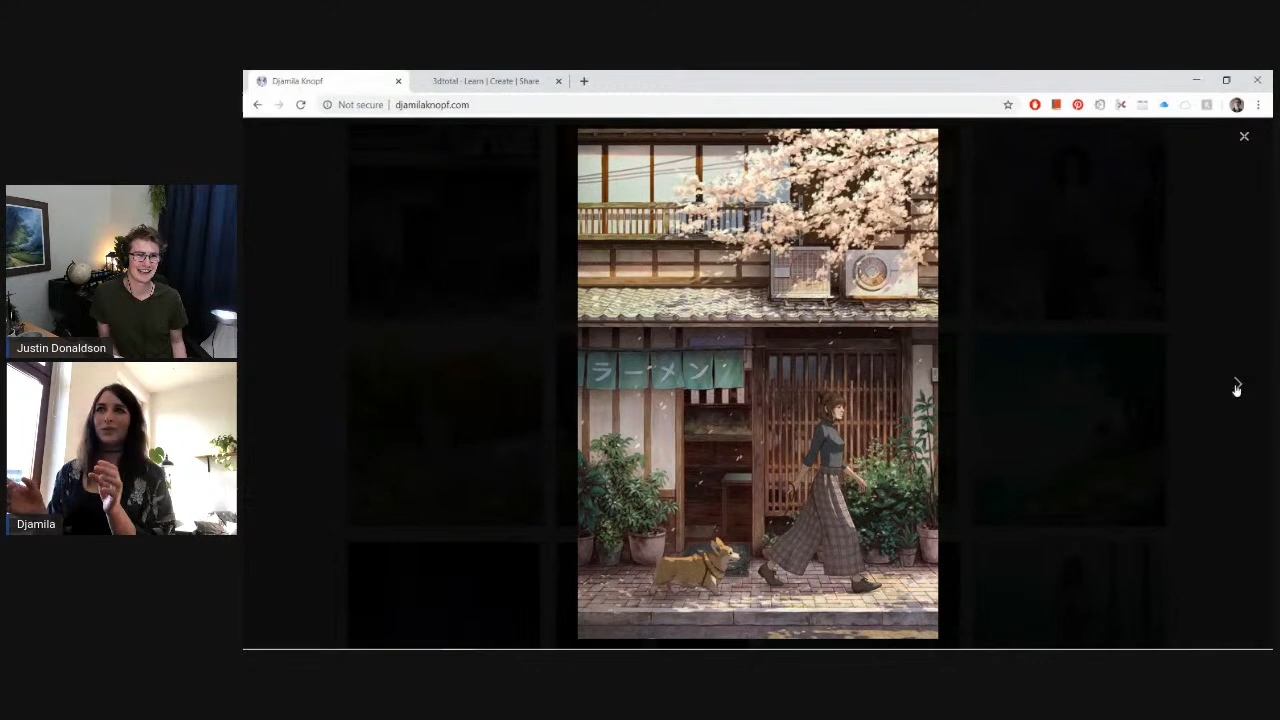 Djamila Knopf
3dtotal · Learn | Create | Share
Not secure
djamilaknopf.com
ラーメン
Justin Donaldson
Djamila